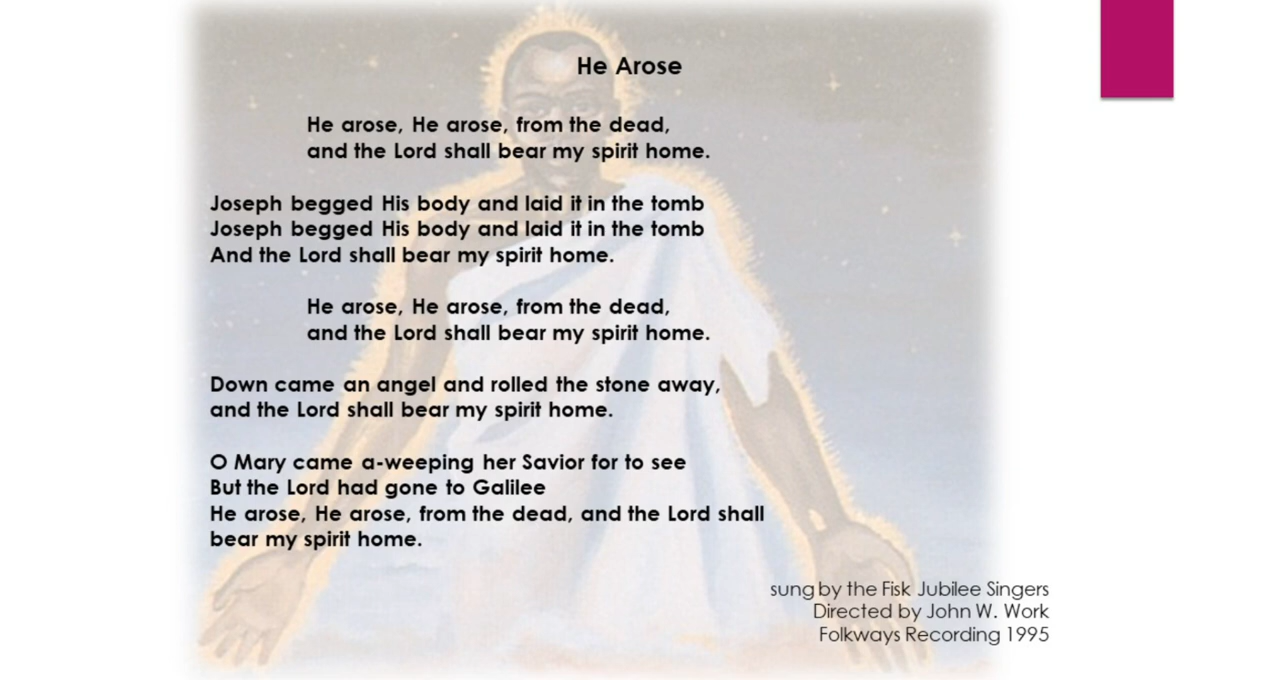 He Arose
He arose, He arose, from the dead,
and the Lord shall bear my spirit home.
Joseph begged His body and laid it in the tomb
Joseph begged His body and laid it in the tomb
And the Lord shall bear my spirit home.
He arose, He arose, from the dead,
and the Lord shall bear my spirit home.
Down came an angel and rolled the stone away,
and the Lord shall bear my spirit home.
O Mary came a-weeping her Savior for to see
But the Lord had gone to Galilee
He arose, He arose, from the dead, and the Lord shall
bear my spirit home.
sung by the Fisk Jubilee Singers
Directed by John W. Work
Folkways Recording 1995